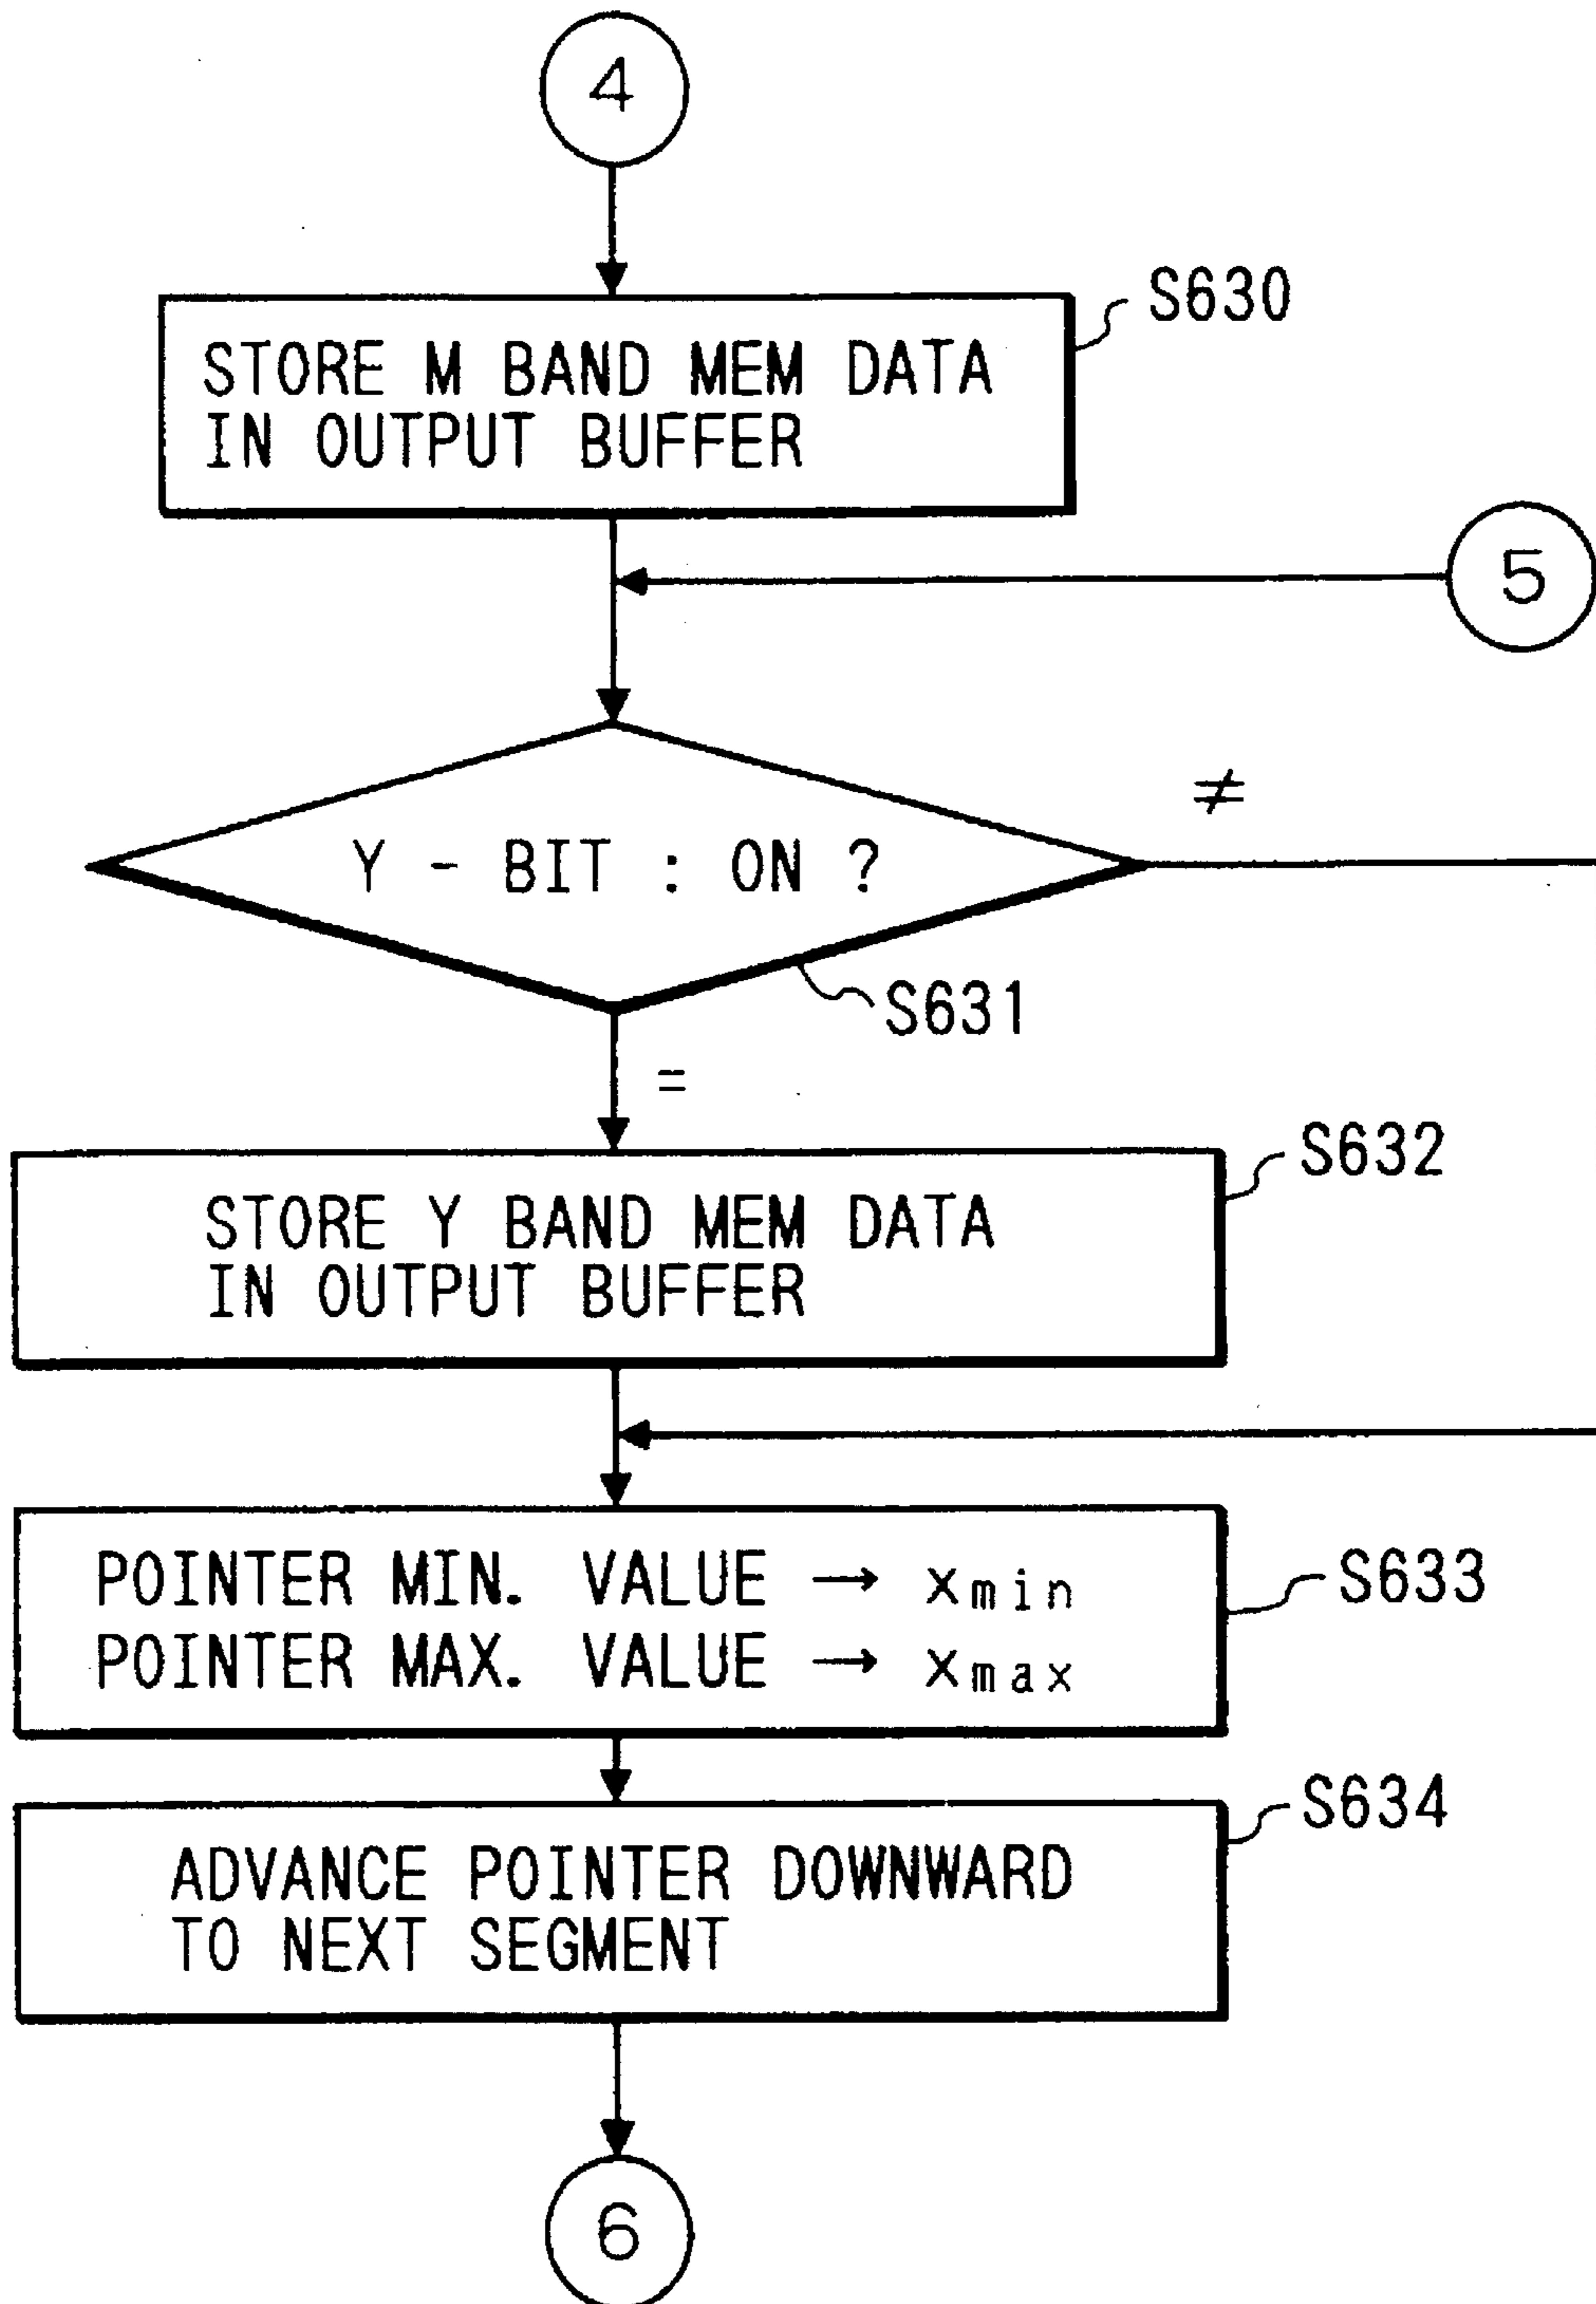 4
S630
STORE M BAND MEM DATA
IN OUTPUT BUFFER
5
≠
Y - BIT : ON ?
S631
=
S632
STORE Y BAND MEM DATA
IN OUTPUT BUFFER
S633
POINTER MIN. VALUE → xmin
POINTER MAX. VALUE → xmax
S634
ADVANCE POINTER DOWNWARD
TO NEXT SEGMENT
6